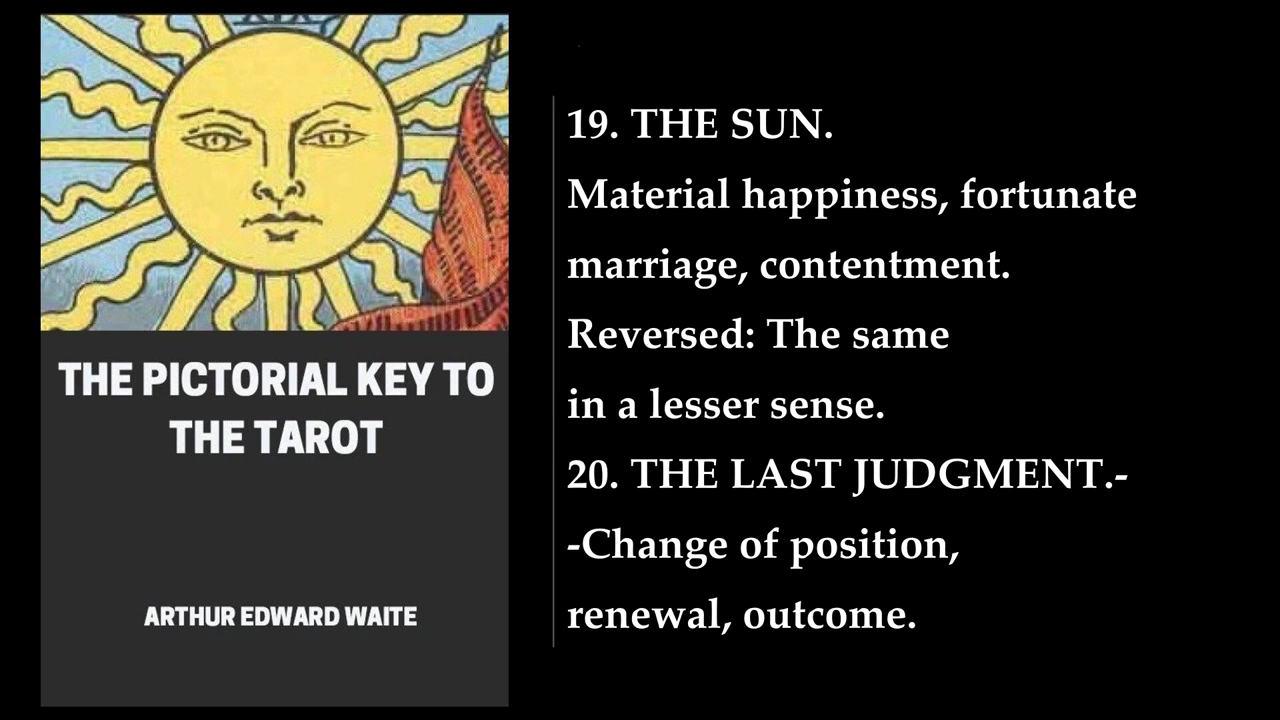 THE PICTORIAL KEY TO
THE TAROT
ARTHUR EDWARD WAITE
19. THE SUN.
Material happiness, fortunate
marriage, contentment.
Reversed: The same
in a lesser sense.
20. THE LAST JUDGMENT.-
-Change of position,
renewal, outcome.